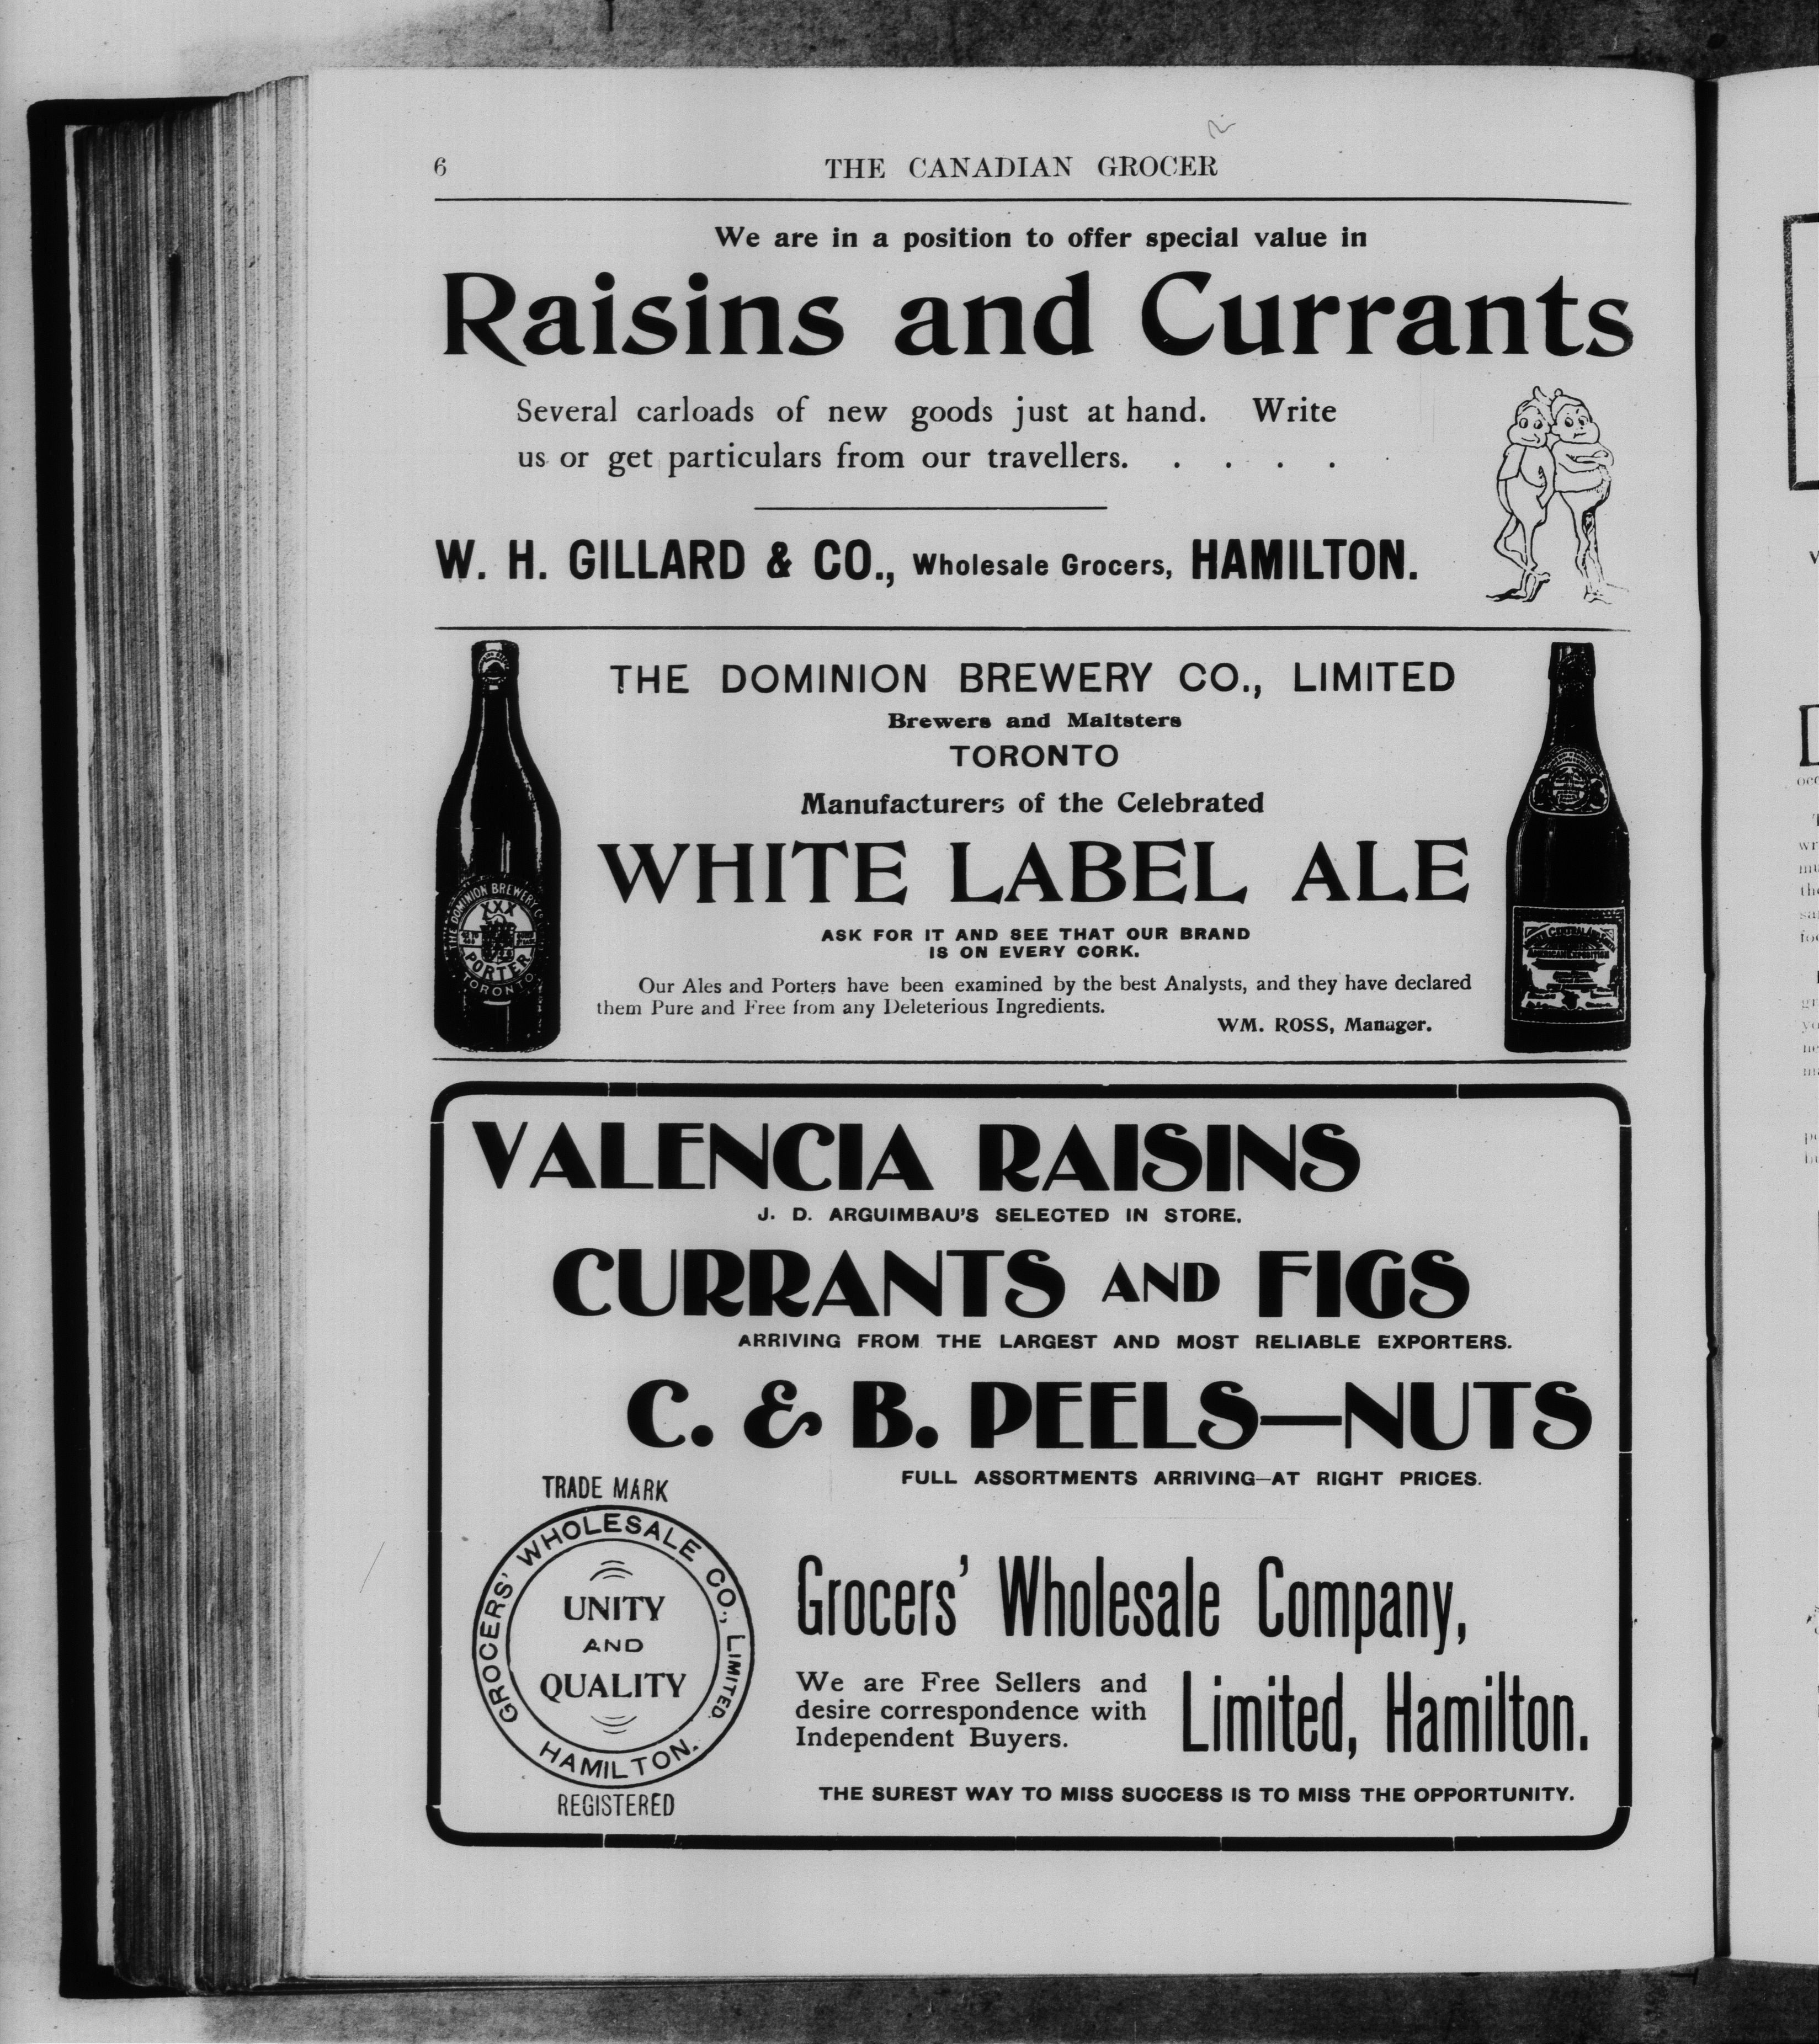 6 THE CANADIAN GROCER
We are in a position to offer special value in
Raisins and Currants
Several carloads of new goods just at hand. Write
us or get particulars from our travellers. . . . .
W. H. GILLARD & CO., Wholesale Grocers, HAMILTON.
THE DOMINION BREWERY CO., LIMITED
Brewers and Maltsters
TORONTO
Manufacturers of the Celebrated
WHITE LABEL ALE
ASK FOR IT AND SEE THAT OUR BRAND
IS ON EVERY CORK.
Our Ales and Porters have been examined by the best Analysts, and they have declared
them Pure and Free from any Deleterious Ingredients.
WM. ROSS, Manager.
THE DOMINION BREWERY Co
XXX
PORTER
TORONTO
VALENCIA RAISINS
J. D. ARGUIMBAU'S SELECTED IN STORE.
CURRANTS AND FIGS
ARRIVING FROM THE LARGEST AND MOST RELIABLE EXPORTERS.
C. & B. PEELS—NUTS
FULL ASSORTMENTS ARRIVING—AT RIGHT PRICES.
TRADE MARK
GROCERS' WHOLESALE CO., LIMITED.
UNITY
AND
QUALITY
HAMILTON.
REGISTERED
Grocers' Wholesale Company,
Limited, Hamilton.
We are Free Sellers and
desire correspondence with
Independent Buyers.
THE SUREST WAY TO MISS SUCCESS IS TO MISS THE OPPORTUNITY.